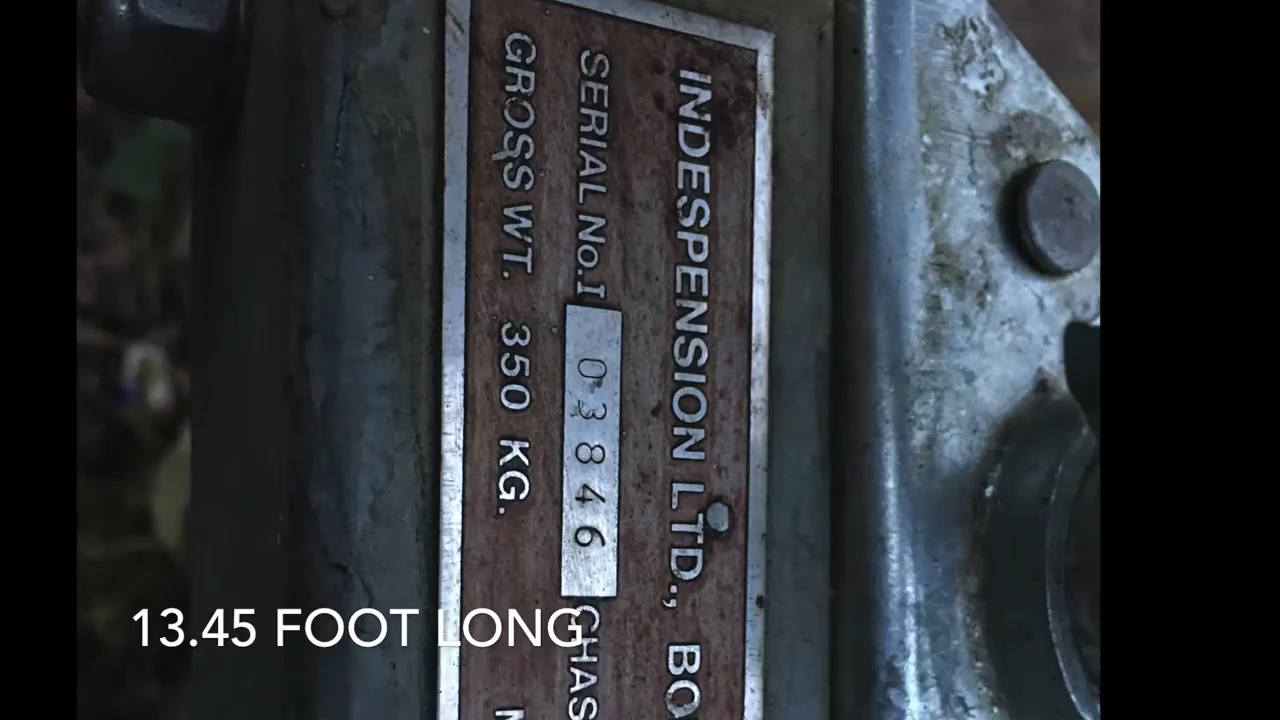 INDESPENSION LTD., BO
SERIAL No.I 03846 CHAS
GROSS WT. 350 KG.
13.45 FOOT LONG